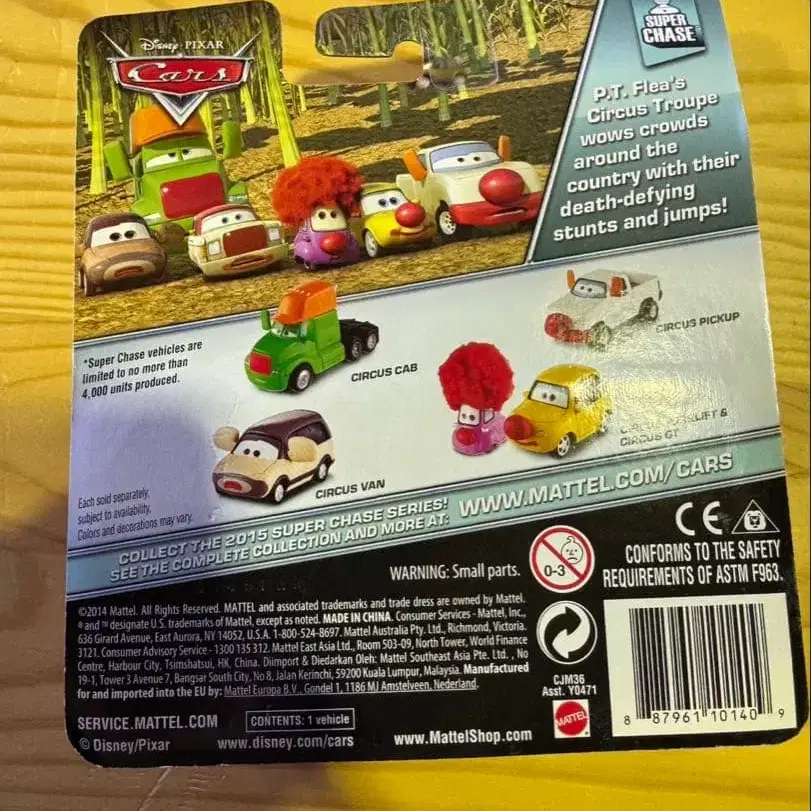 Disney · PIXAR
Cars
SUPER
CHASE
P.T. Flea's
Circus Troupe
wows crowds
around the
country with their
death-defying
stunts and jumps!
*Super Chase vehicles are
limited to no more than
4,000 units produced.
CIRCUS CAB
CIRCUS PICKUP
CIRCUS VAN
LIFT &
CIRCUS GT
Each sold separately,
subject to availability.
Colors and decorations may vary.
COLLECT THE 2015 SUPER CHASE SERIES!
SEE THE COMPLETE COLLECTION AND MORE AT:
WWW.MATTEL.COM/CARS
WARNING: Small parts.
0-3
CE
CONFORMS TO THE SAFETY
REQUIREMENTS OF ASTM F963.
©2014 Mattel. All Rights Reserved. MATTEL and associated trademarks and trade dress are owned by Mattel.
® and ™ designate U.S. trademarks of Mattel, except as noted. MADE IN CHINA. Consumer Services - Mattel, Inc.,
636 Girard Avenue, East Aurora, NY 14052, U.S.A. 1-800-524-8697. Mattel Australia Pty. Ltd., Richmond, Victoria.
3121. Consumer Advisory Service - 1300 135 312. Mattel East Asia Ltd., Room 503-09, North Tower, World Finance
Centre, Harbour City, Tsimshatsui, HK, China. Diimport & Diedarkan Oleh: Mattel Southeast Asia Pte. Ltd., No
19-1, Tower 3 Avenue 7, Bangsar South City, No 8, Jalan Kerinchi, 59200 Kuala Lumpur, Malaysia. Manufactured
for and imported into the EU by: Mattel Europa B.V., Gondel 1, 1186 MJ Amstelveen, Nederland.
CJM36
Asst. Y0471
MATTEL
8 87961 10140 9
SERVICE.MATTEL.COM
CONTENTS: 1 vehicle
© Disney/Pixar
www.disney.com/cars
www.MattelShop.com